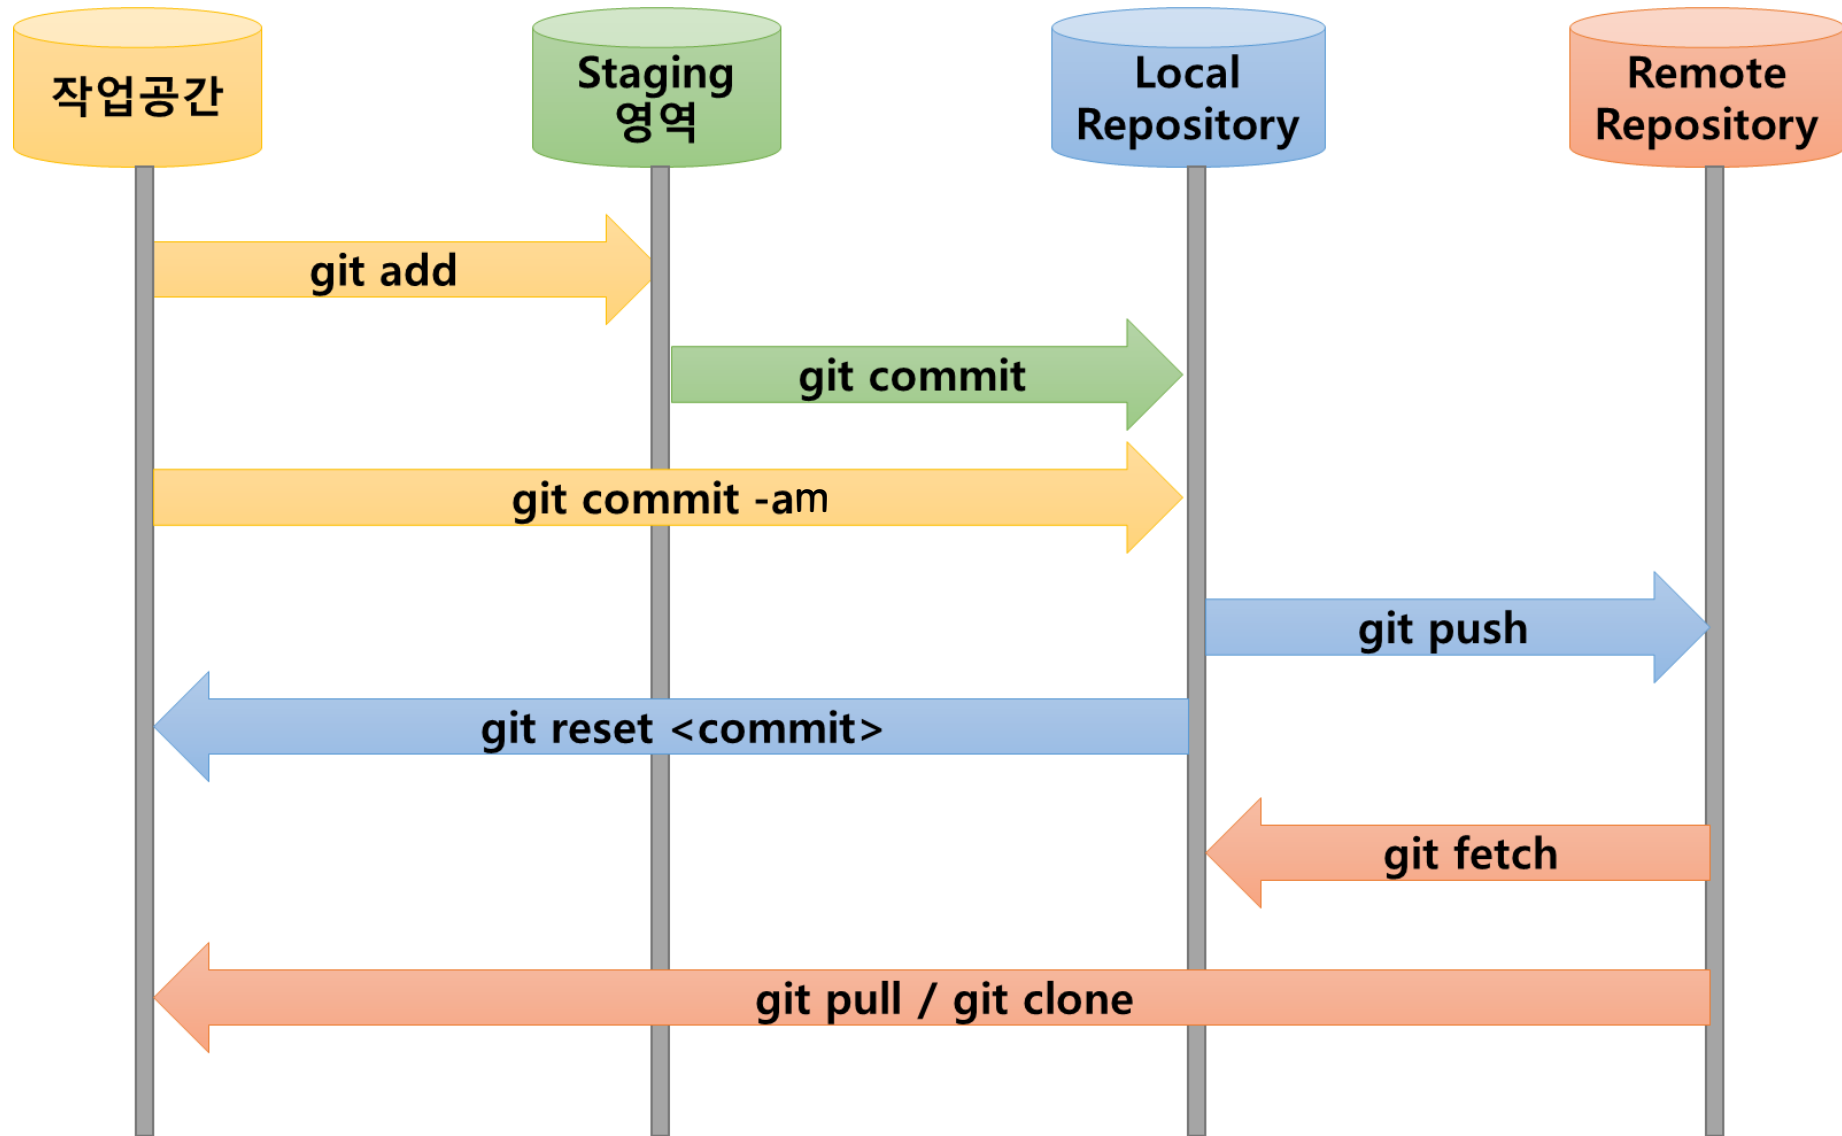 작업공간
Staging
영역
Local
Repository
Remote
Repository
git add
git commit
git commit -am
git push
git reset <commit>
git fetch
git pull / git clone